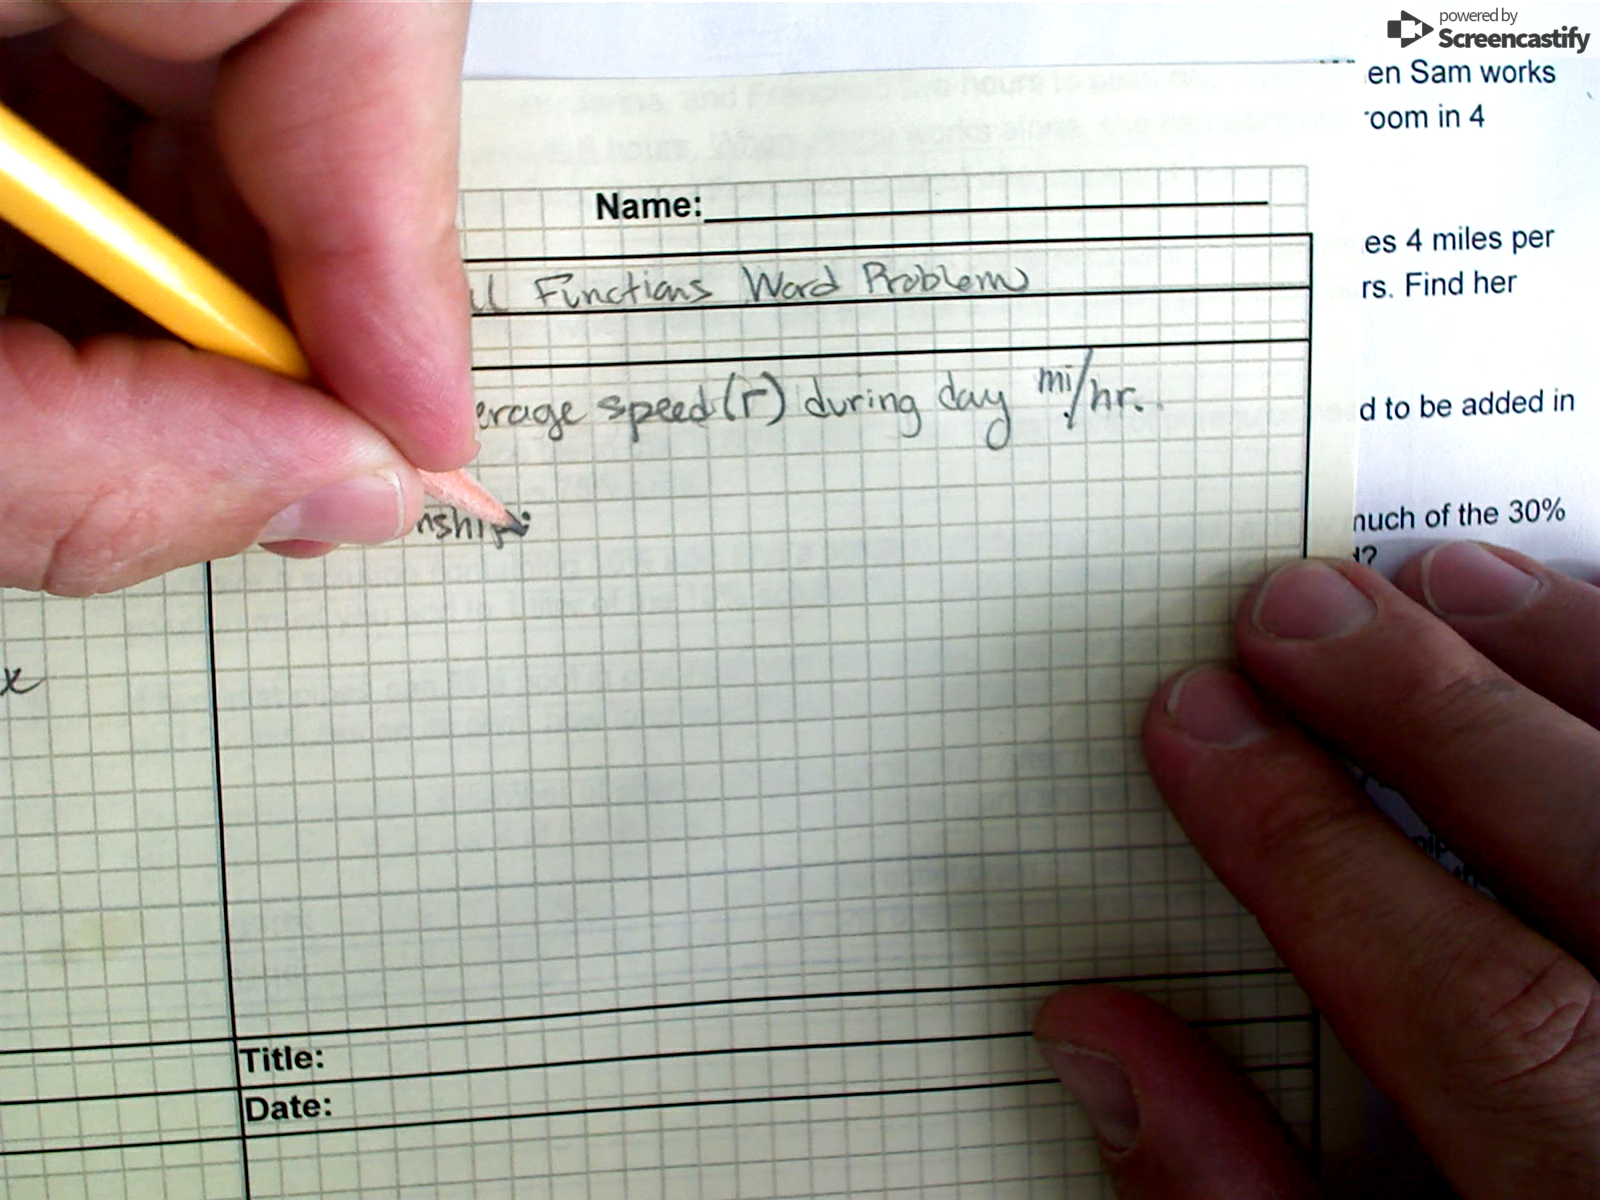 powered by
Screencastify
en Sam works
room in 4
Name:
es 4 miles per
rs. Find her
Functions Word Problem
erage speed (r) during day mi/hr.
d to be added in
nship:
much of the 30%
d?
x
Title:
Date: